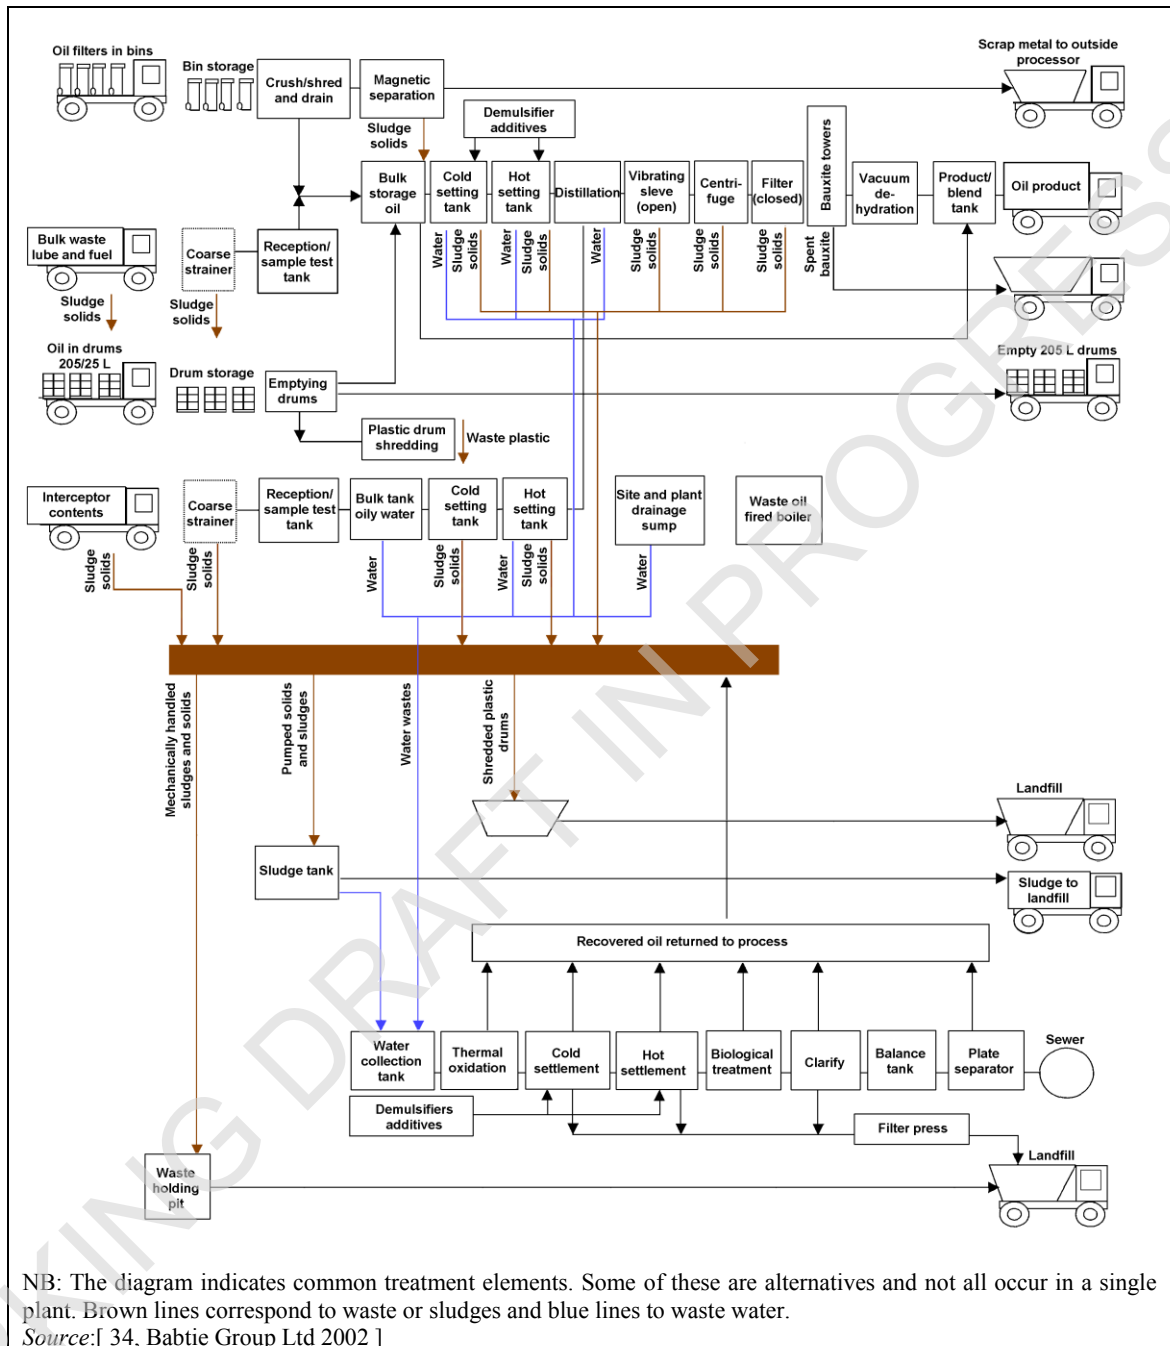 Oil filters in bins
Bin storage
Crush/shred
and drain
Magnetic
separation
Scrap metal to outside
processor
Sludge
solids
Demulsifier
additives
Bulk
storage
oil
Cold
setting
tank
Hot
setting
tank
Distillation
Vibrating
sleve
(open)
Centri-
fuge
Filter
(closed)
Bauxite towers
Vacuum
de-
hydration
Product/
blend
tank
Oil product
Bulk waste
lube and fuel
Coarse
strainer
Reception/
sample test
tank
Water
Sludge
solids
Water
Sludge
solids
Water
Sludge
solids
Sludge
solids
Sludge
solids
Spent
bauxite
Sludge
solids
Sludge
solids
Oil in drums
205/25 L
Drum storage
Emptying
drums
Empty 205 L drums
Plastic drum
shredding
Waste plastic
Interceptor
contents
Coarse
strainer
Reception/
sample test
tank
Bulk tank
oily water
Cold
setting
tank
Hot
setting
tank
Site and plant
drainage
sump
Waste oil
fired boiler
Sludge
solids
Sludge
solids
Water
Sludge
solids
Water
Sludge
solids
Water
Mechanically handled
sludges and solids
Pumped solids
and sludges
Water wastes
Shredded plastic
drums
Landfill
Sludge tank
Sludge to
landfill
Recovered oil returned to process
Water
collection
tank
Thermal
oxidation
Cold
settlement
Hot
settlement
Biological
treatment
Clarify
Balance
tank
Plate
separator
Sewer
Demulsifiers
additives
Filter press
Waste
holding
pit
Landfill
NB: The diagram indicates common treatment elements. Some of these are alternatives and not all occur in a single
plant. Brown lines correspond to waste or sludges and blue lines to waste water.
Source:[ 34, Babtie Group Ltd 2002 ]
RKING DRAFT IN PROGRESS